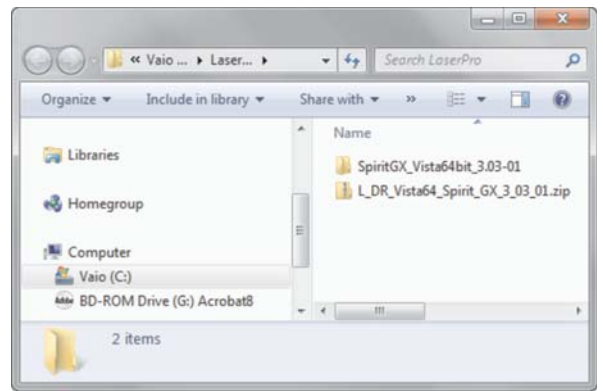 « Vaio ... Laser...
Search LaserPro
Organize Include in library Share with »
Name
Libraries
SpiritGX_Vista64bit_3.03-01
L_DR_Vista64_Spirit_GX_3_03_01.zip
Homegroup
Computer
Vaio (C:)
BD-ROM Drive (G:) Acrobat8
2 items